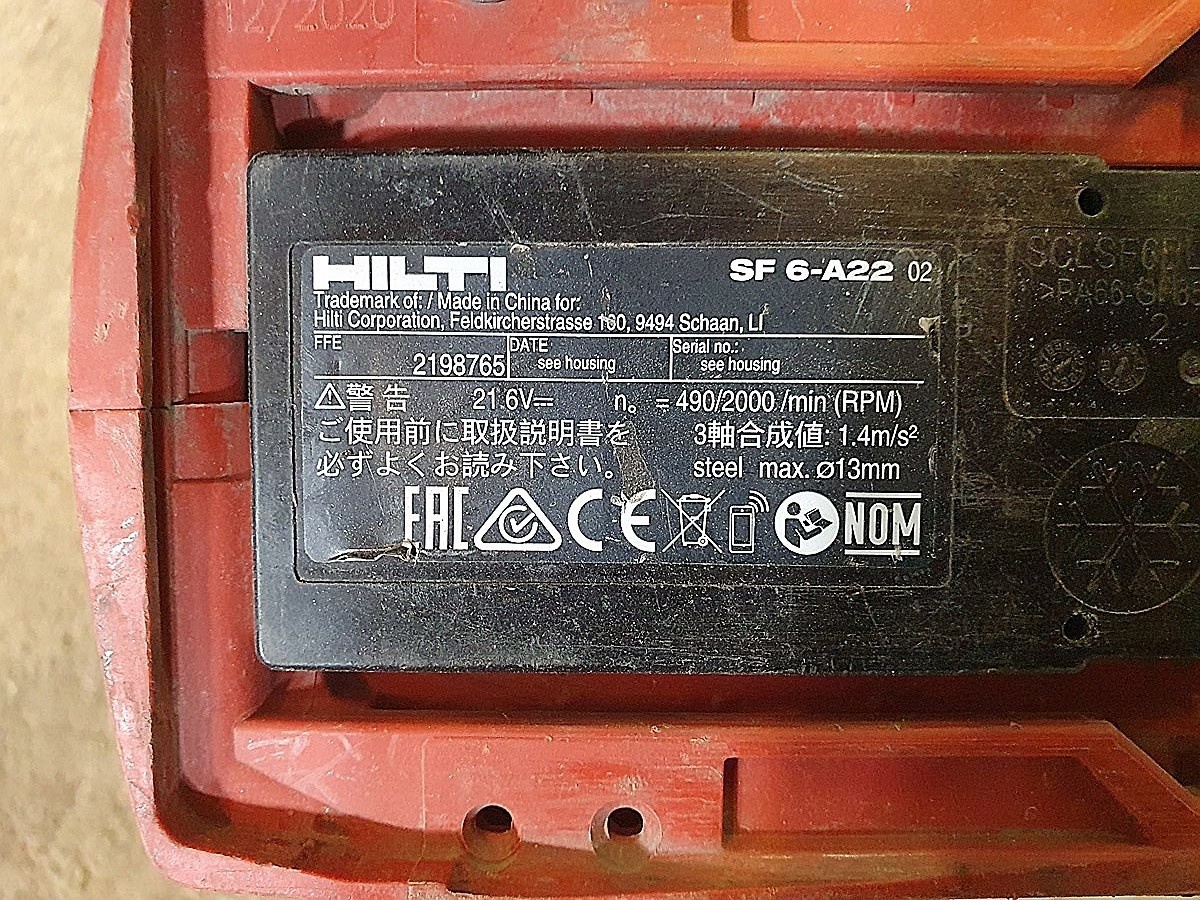 12/2020
HILTI SF 6-A22 02
Trademark of: / Made in China for:
Hilti Corporation, Feldkircherstrasse 100, 9494 Schaan, LI
FFE DATE Serial no.:
2198765 see housing see housing
⚠警告 21.6V⎓ n₀ = 490/2000 /min (RPM)
ご使用前に取扱説明書を 3軸合成値: 1.4m/s²
必ずよくお読み下さい。 steel max. ø13mm
EAC CE NOM
2